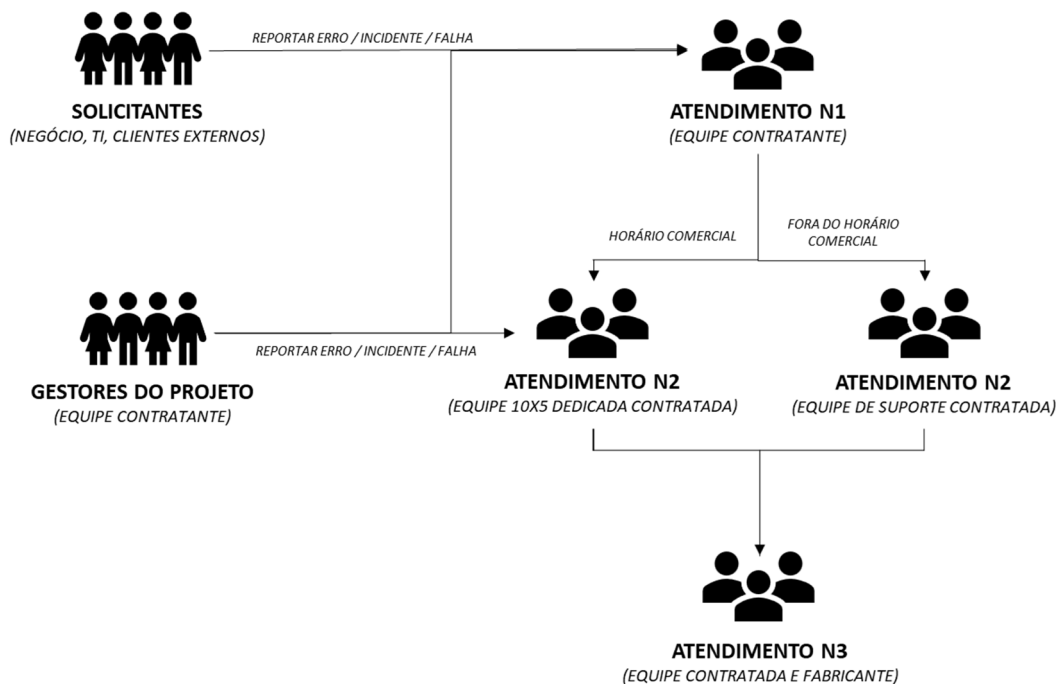 REPORTAR ERRO / INCIDENTE / FALHA
SOLICITANTES
(NEGÓCIO, TI, CLIENTES EXTERNOS)
ATENDIMENTO N1
(EQUIPE CONTRATANTE)
HORÁRIO COMERCIAL
FORA DO HORÁRIO
COMERCIAL
REPORTAR ERRO / INCIDENTE / FALHA
GESTORES DO PROJETO
(EQUIPE CONTRATANTE)
ATENDIMENTO N2
(EQUIPE 10X5 DEDICADA CONTRATADA)
ATENDIMENTO N2
(EQUIPE DE SUPORTE CONTRATADA)
ATENDIMENTO N3
(EQUIPE CONTRATADA E FABRICANTE)